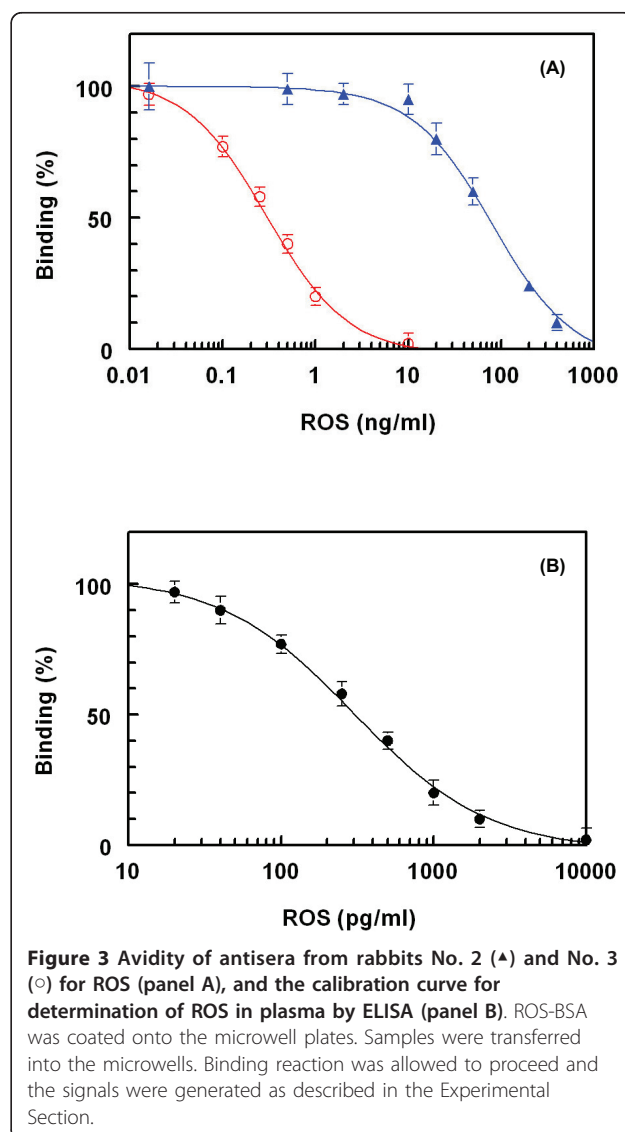 (A)
100
50
0
Binding (%)
0.01 0.1 1 10 100 1000
ROS (ng/ml)
(B)
100
50
0
Binding (%)
10 100 1000 10000
ROS (pg/ml)
Figure 3 Avidity of antisera from rabbits No. 2 (▲) and No. 3
(○) for ROS (panel A), and the calibration curve for
determination of ROS in plasma by ELISA (panel B). ROS-BSA
was coated onto the microwell plates. Samples were transferred
into the microwells. Binding reaction was allowed to proceed and
the signals were generated as described in the Experimental
Section.